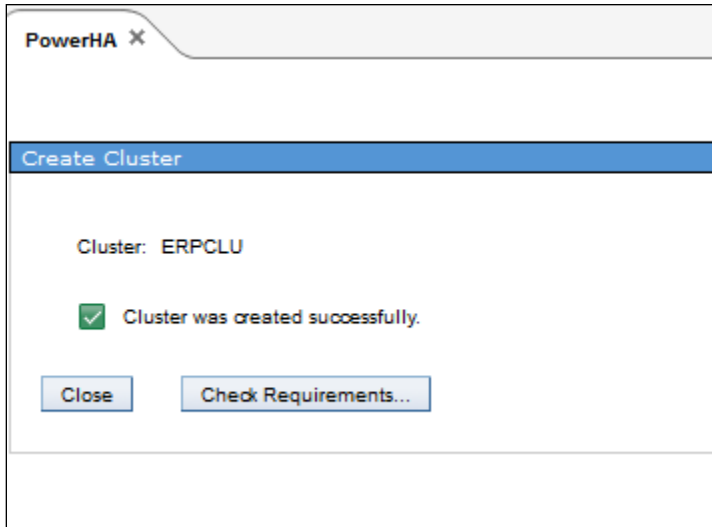 PowerHA
Create Cluster
Cluster: ERPCLU
Cluster was created successfully.
Close Check Requirements...